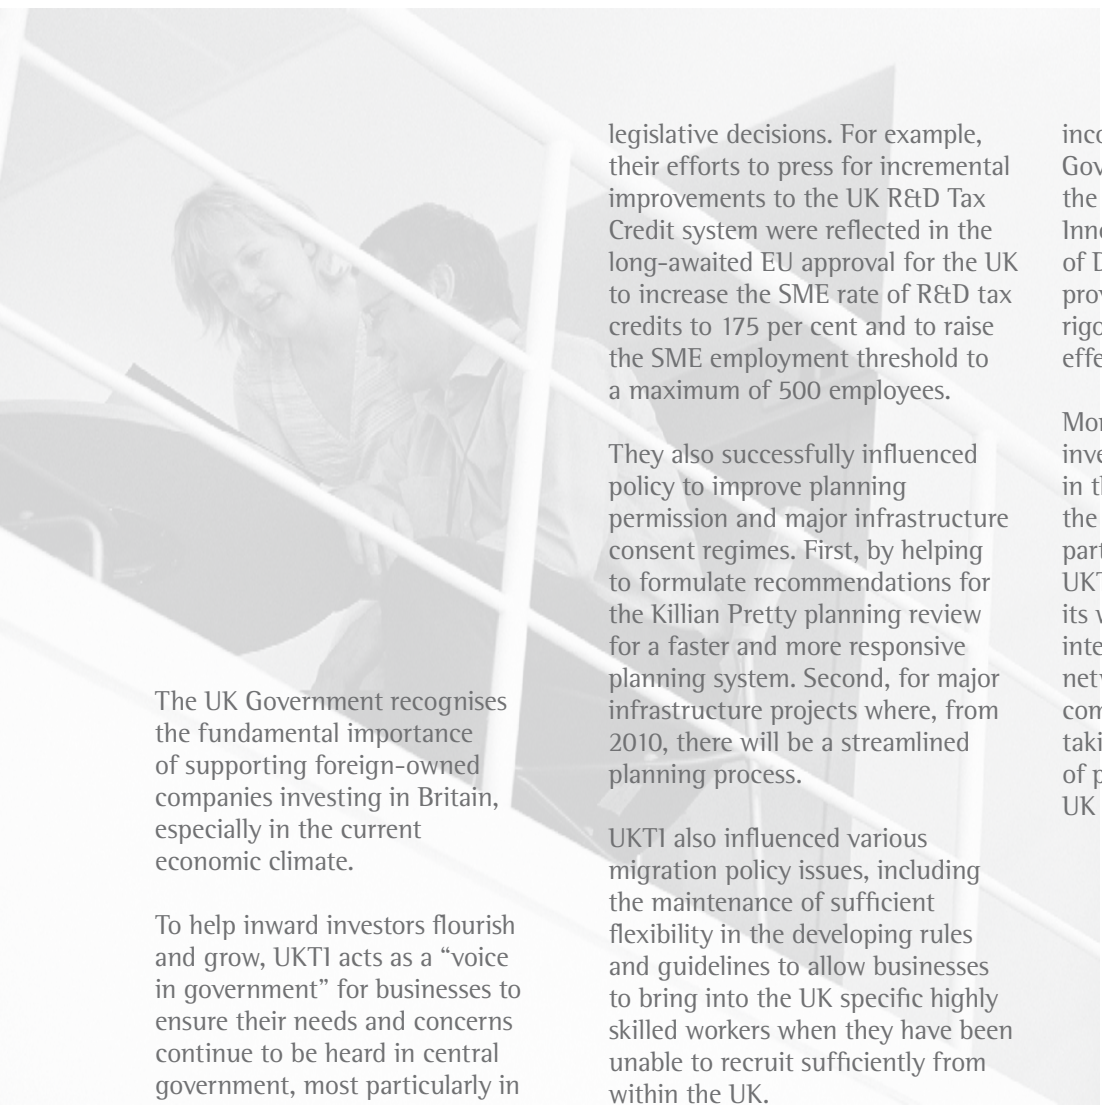 The UK Government recognises
the fundamental importance
of supporting foreign-owned
companies investing in Britain,
especially in the current
economic climate.
To help inward investors flourish
and grow, UKTI acts as a “voice
in government” for businesses to
ensure their needs and concerns
continue to be heard in central
government, most particularly in
legislative decisions. For example,
their efforts to press for incremental
improvements to the UK R&D Tax
Credit system were reflected in the
long-awaited EU approval for the UK
to increase the SME rate of R&D tax
credits to 175 per cent and to raise
the SME employment threshold to
a maximum of 500 employees.
They also successfully influenced
policy to improve planning
permission and major infrastructure
consent regimes. First, by helping
to formulate recommendations for
the Killian Pretty planning review
for a faster and more responsive
planning system. Second, for major
infrastructure projects where, from
2010, there will be a streamlined
planning process.
UKTI also influenced various
migration policy issues, including
the maintenance of sufficient
flexibility in the developing rules
and guidelines to allow businesses
to bring into the UK specific highly
skilled workers when they have been
unable to recruit sufficiently from
within the UK.
the
of
in
the
its
of
UK